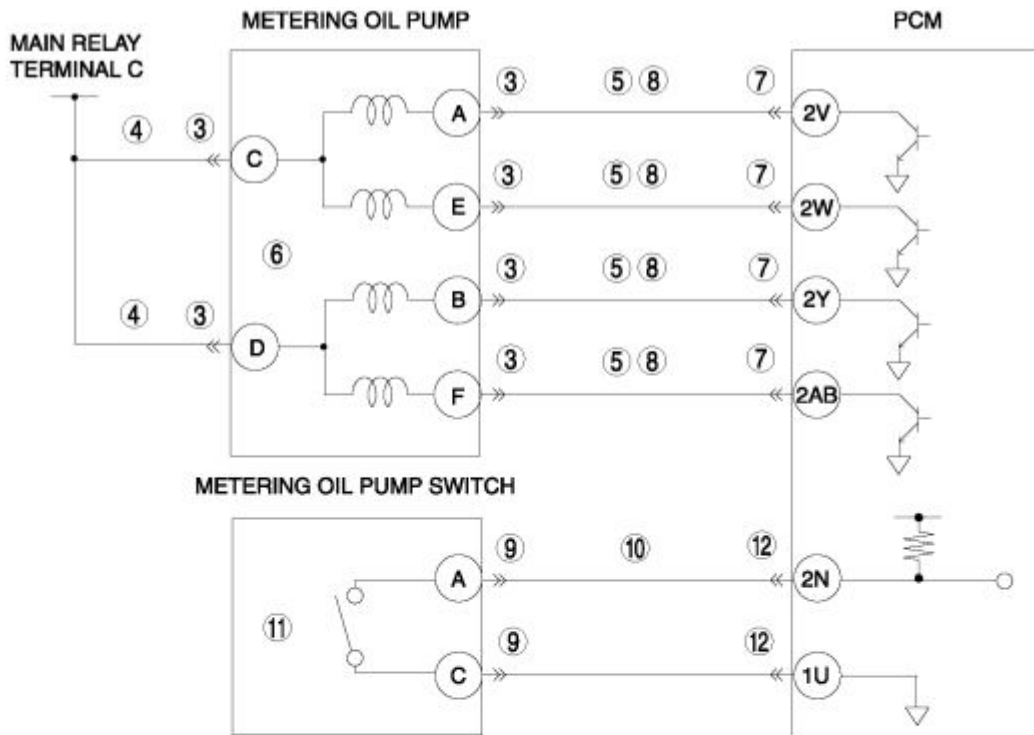 METERING OIL PUMP
PCM
MAIN RELAY
TERMINAL C
③ ⑤ ⑧ ⑦
A 2V
④ ③
C
③ ⑤ ⑧ ⑦
E 2W
⑥
③ ⑤ ⑧ ⑦
B 2Y
④ ③
D
③ ⑤ ⑧ ⑦
F 2AB
METERING OIL PUMP SWITCH
⑨ ⑩ ⑫
A 2N
⑪
⑨ ⑫
C 1U